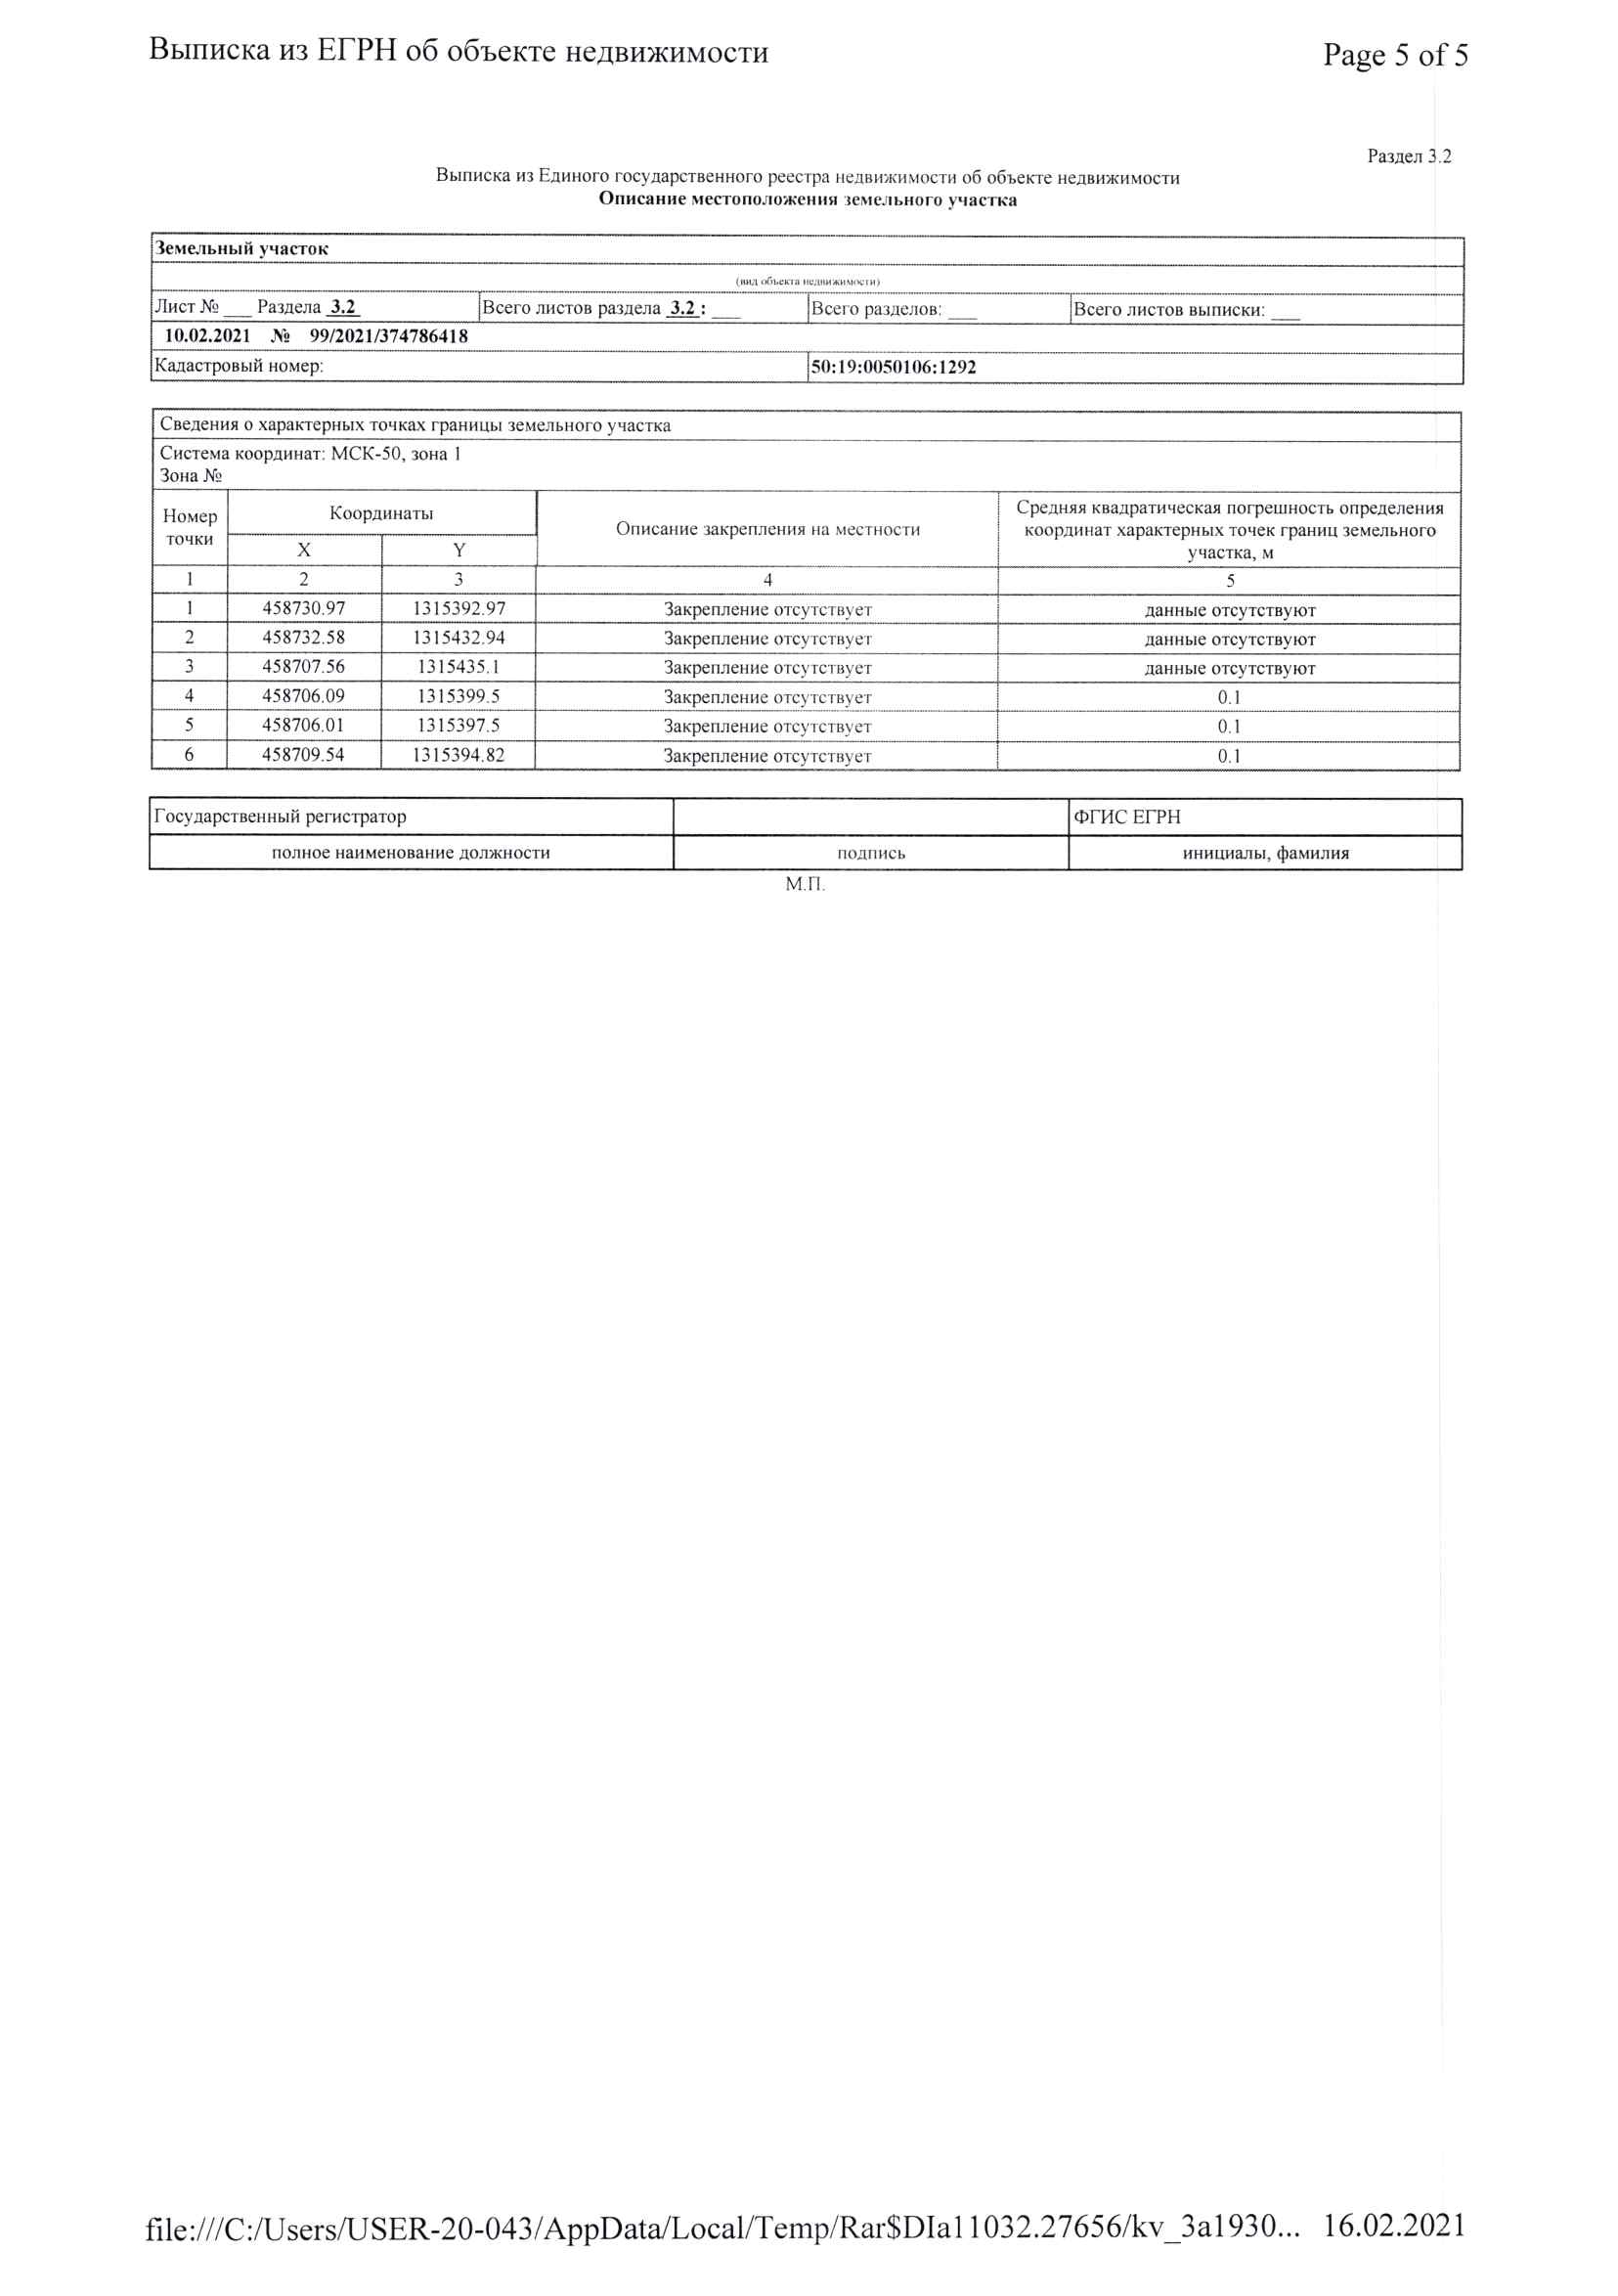 Выписка из ЕГРН об объекте недвижимости Page 5 of 5
Раздел 3.2
Выписка из Единого государственного реестра недвижимости об объекте недвижимости
Описание местоположения земельного участка
Земельный участок
(вид объекта недвижимости)
Лист № ___ Раздела 3.2 Всего листов раздела 3.2 : ___ Всего разделов: ___ Всего листов выписки: ___
10.02.2021 № 99/2021/374786418
Кадастровый номер: 50:19:0050106:1292
Сведения о характерных точках границы земельного участка
Система координат: МСК-50, зона 1
Зона №
Номер точки Координаты Описание закрепления на местности Средняя квадратическая погрешность определения координат характерных точек границ земельного участка, м
X Y
1 2 3 4 5
1 458730.97 1315392.97 Закрепление отсутствует данные отсутствуют
2 458732.58 1315432.94 Закрепление отсутствует данные отсутствуют
3 458707.56 1315435.1 Закрепление отсутствует данные отсутствуют
4 458706.09 1315399.5 Закрепление отсутствует 0.1
5 458706.01 1315397.5 Закрепление отсутствует 0.1
6 458709.54 1315394.82 Закрепление отсутствует 0.1
Государственный регистратор ФГИС ЕГРН
полное наименование должности подпись инициалы, фамилия
М.П.
file:///C:/Users/USER-20-043/AppData/Local/Temp/Rar$DIa11032.27656/kv_3a1930... 16.02.2021